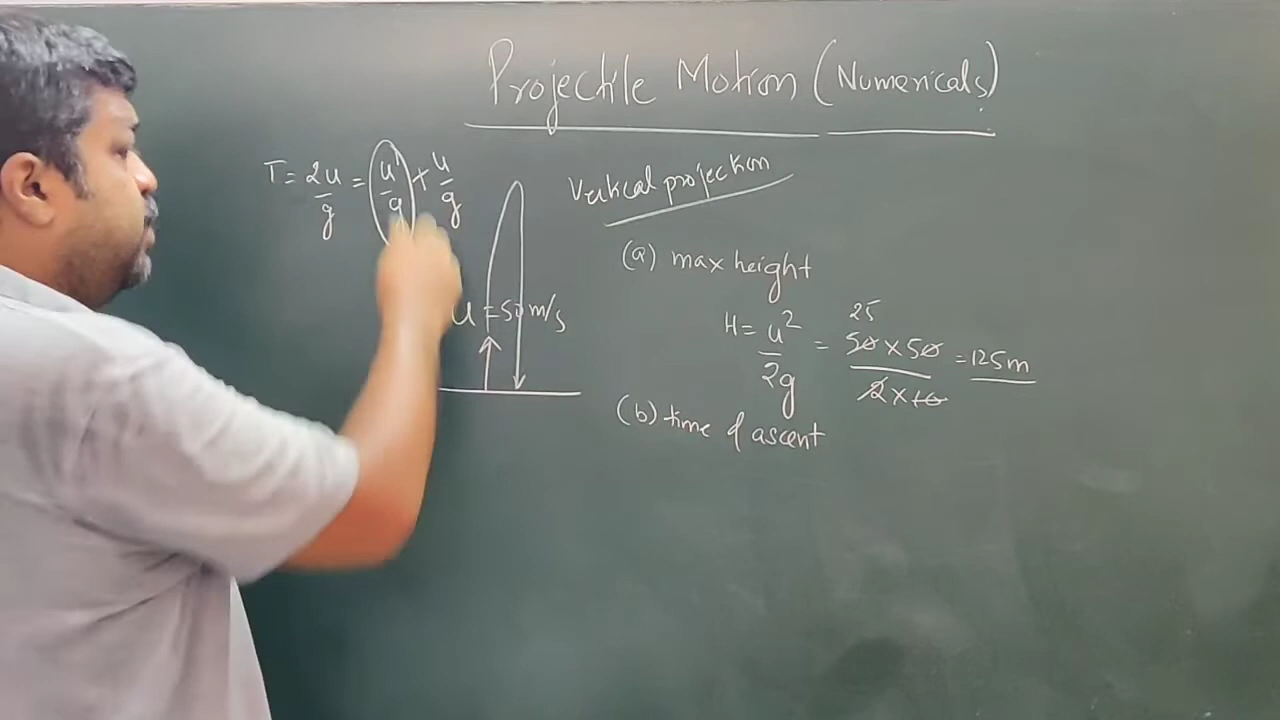 Projectile Motion (Numericals)
T = 2u/g = u/g + u/g
Vertical projection
(a) max height
u = 50 m/s
H = u²/2g = 50 × 50 / 2 × 10 = 125m
25
(b) time of ascent